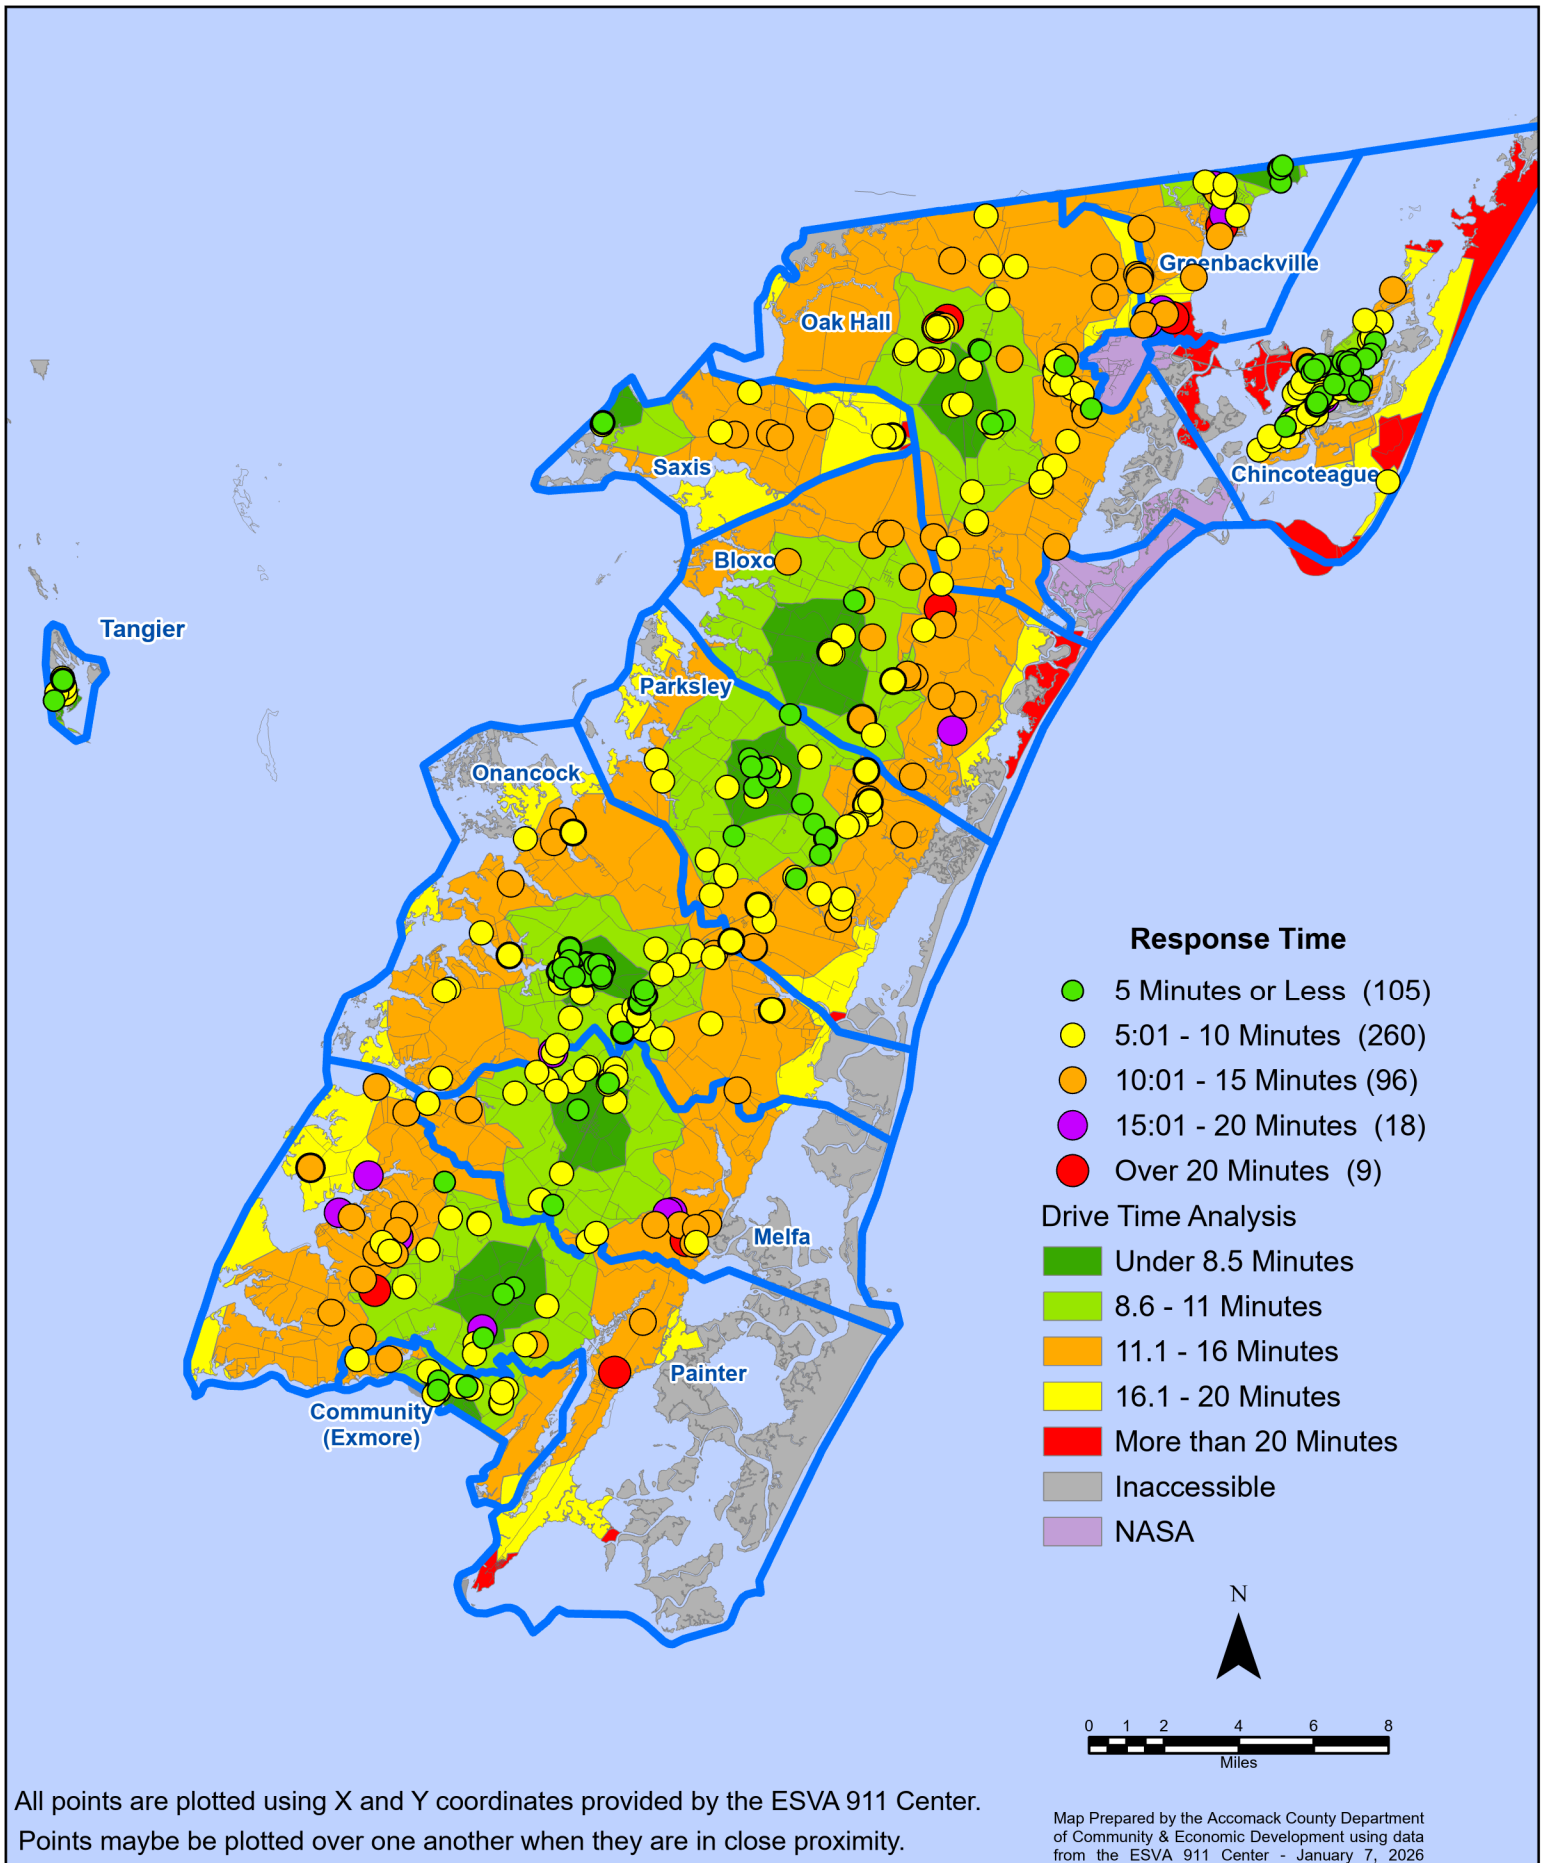 Greenbackville
Oak Hall
Saxis
Chincoteague
Bloxo
Tangier
Parksley
Onancock
Response Time
5 Minutes or Less (105)
5:01 - 10 Minutes (260)
10:01 - 15 Minutes (96)
15:01 - 20 Minutes (18)
Over 20 Minutes (9)
Drive Time Analysis
Under 8.5 Minutes
8.6 - 11 Minutes
11.1 - 16 Minutes
16.1 - 20 Minutes
More than 20 Minutes
Inaccessible
NASA
Melfa
Painter
Community
(Exmore)
N
0 1 2 4 6 8
Miles
All points are plotted using X and Y coordinates provided by the ESVA 911 Center.
Points maybe be plotted over one another when they are in close proximity.
Map Prepared by the Accomack County Department
of Community & Economic Development using data
from the ESVA 911 Center - January 7, 2026